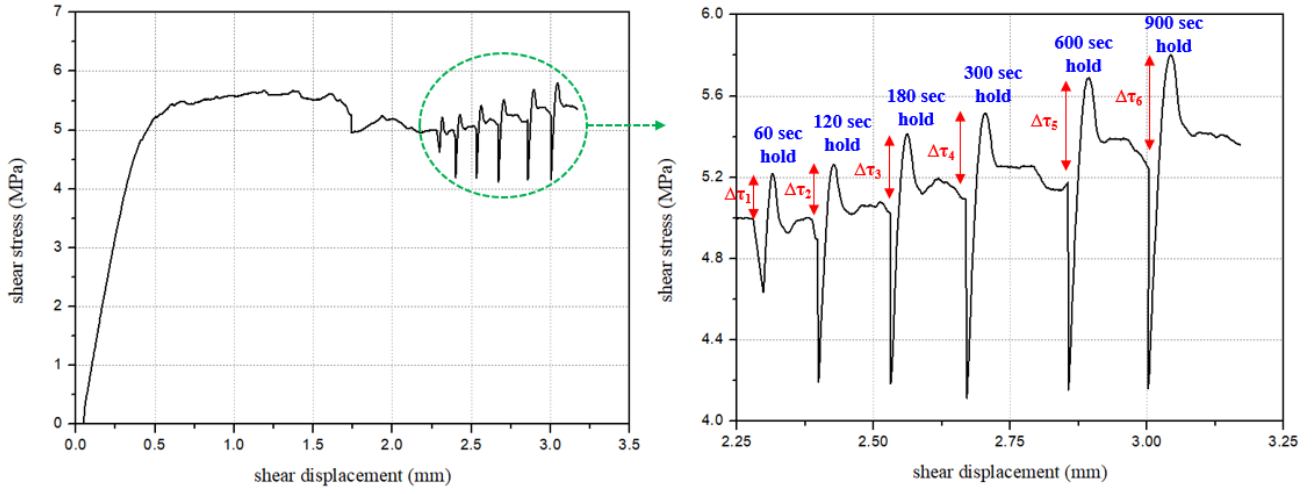 7
6
5
4
3
2
1
0
0.0
0.5
1.0
1.5
2.0
2.5
3.0
3.5
shear stress (MPa)
shear displacement (mm)
6.0
5.6
5.2
4.8
4.4
4.0
2.25
2.50
2.75
3.00
3.25
shear stress (MPa)
shear displacement (mm)
60 sec
hold
120 sec
hold
180 sec
hold
300 sec
hold
600 sec
hold
900 sec
hold
Δτ1
Δτ2
Δτ3
Δτ4
Δτ5
Δτ6